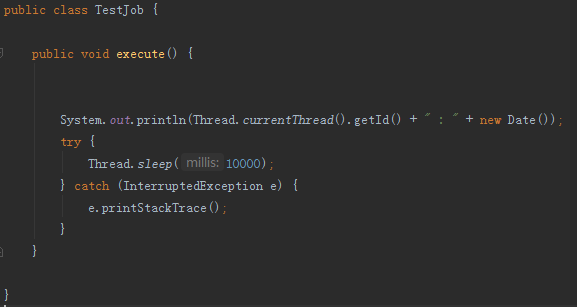 public class TestJob {
public void execute() {
System.out.println(Thread.currentThread().getId() + " : " + new Date());
try {
Thread.sleep( millis: 10000);
} catch (InterruptedException e) {
e.printStackTrace();
}
}
}